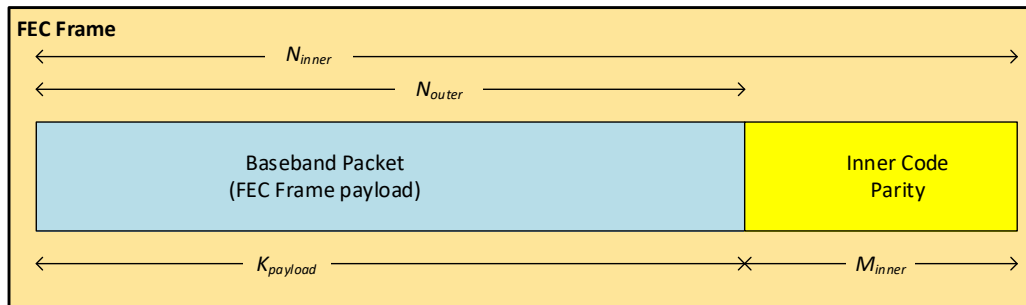 FEC Frame
Ninner
Nouter
Baseband Packet
(FEC Frame payload)
Inner Code
Parity
Kpayload
Minner